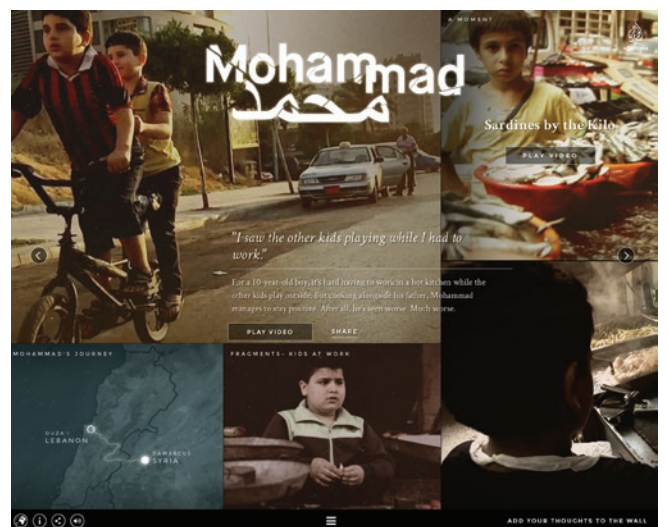 Mohammad
محمد
"I saw the other kids playing while I had to
work."
For a 10-year-old boy, it's hard having to work in a hot kitchen while the
other kids play outside. But cooking alongside his father, Mohammad
manages to stay positive. After all, he's seen worse. Much worse.
PLAY VIDEO SHARE
A MOMENT
Sardines by the Kilo
PLAY VIDEO
MOHAMMAD'S JOURNEY
OUZAI
LEBANON
DAMASCUS
SYRIA
FRAGMENTS- KIDS AT WORK
ADD YOUR THOUGHTS TO THE WALL